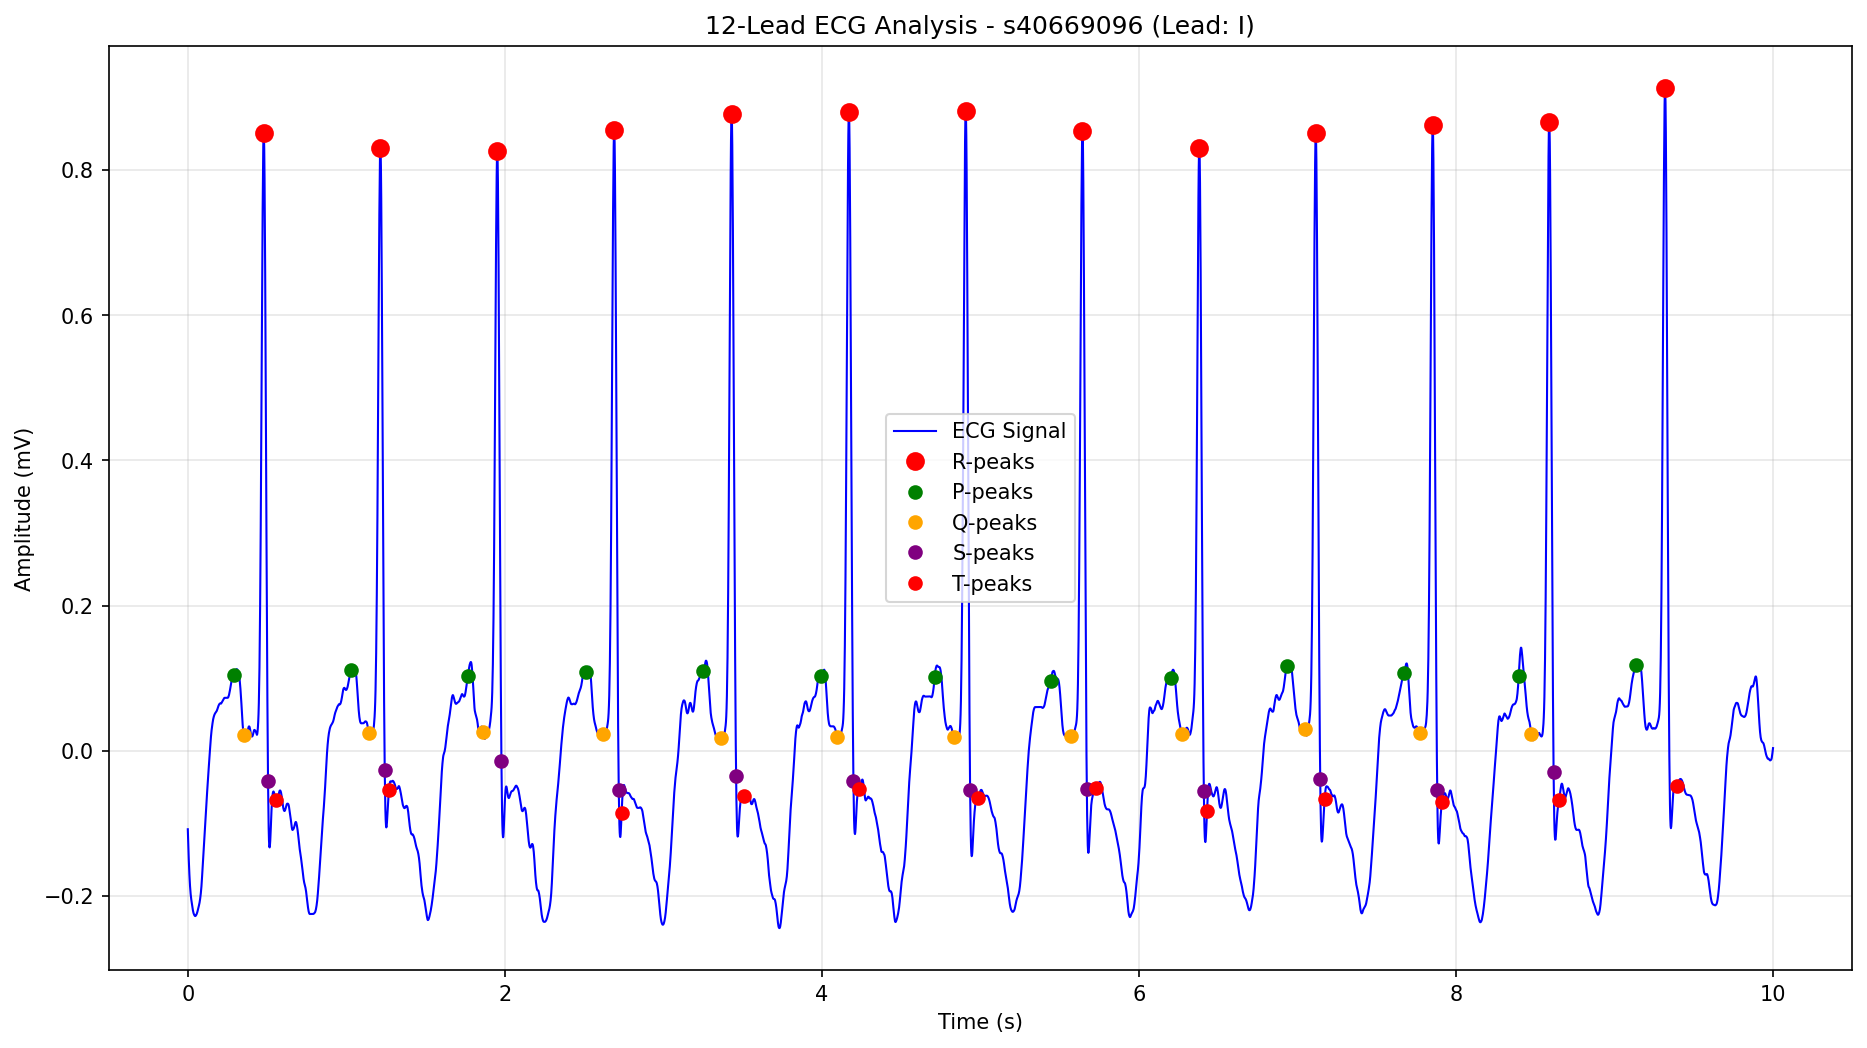 12-Lead ECG Analysis - s40669096 (Lead: I)
Amplitude (mV)
0.8
0.6
0.4
0.2
0.0
−0.2
ECG Signal
R-peaks
P-peaks
Q-peaks
S-peaks
T-peaks
0 2 4 6 8 10
Time (s)